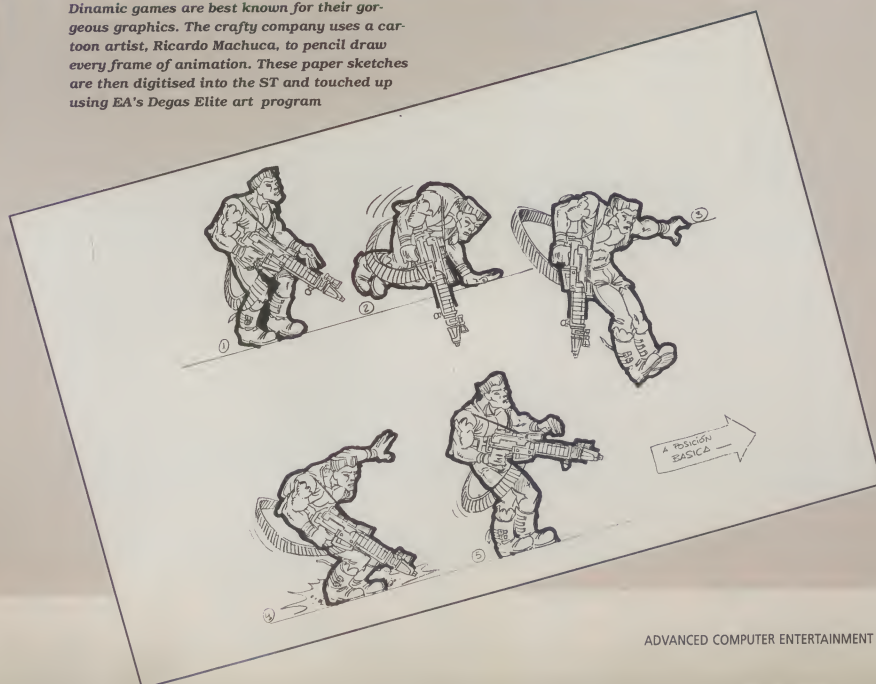 Dinamic games are best known for their gor-
geous graphics. The crafty company uses a car-
toon artist, Ricardo Machuca, to pencil draw
every frame of animation. These paper sketches
are then digitised into the ST and touched up
using EA's Degas Elite art program
1
2
3
4
5
A POSICIÓN
BASICA —
ADVANCED COMPUTER ENTERTAINMENT